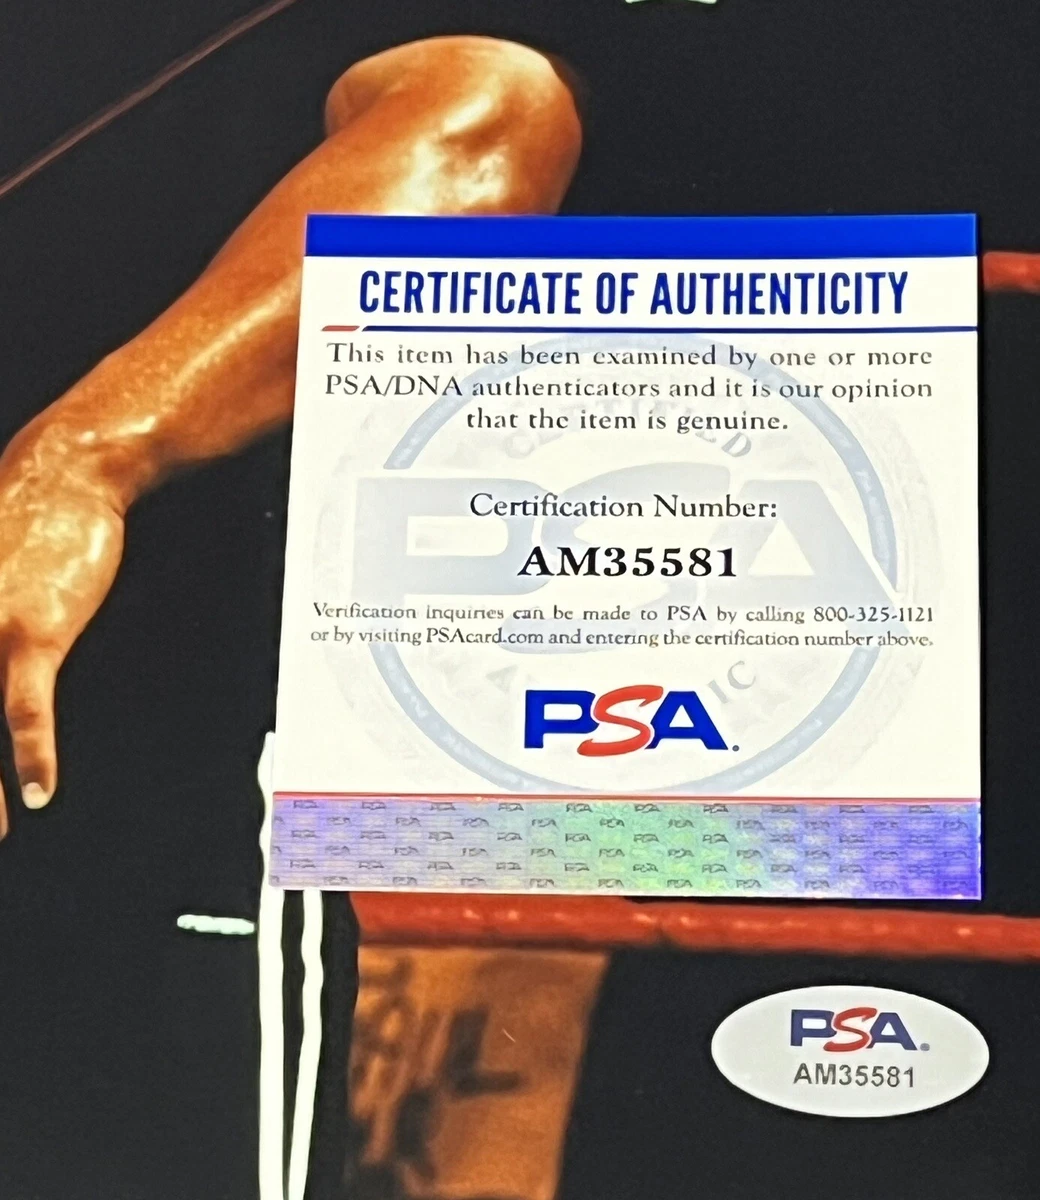 CERTIFICATE OF AUTHENTICITY
This item has been examined by one or more
PSA/DNA authenticators and it is our opinion
that the item is genuine.
CERTIFIED
PSA
Certification Number:
AM35581
Verification inquiries can be made to PSA by calling 800-325-1121
or by visiting PSAcard.com and entering the certification number above.
PSA.
PSA.
AM35581